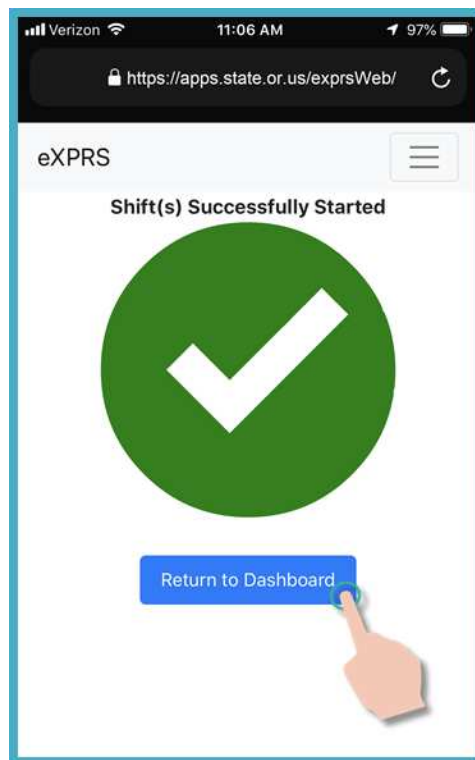 Verizon 11:06 AM 97%
https://apps.state.or.us/exprsWeb/
eXPRS
Shift(s) Successfully Started
Return to Dashboard